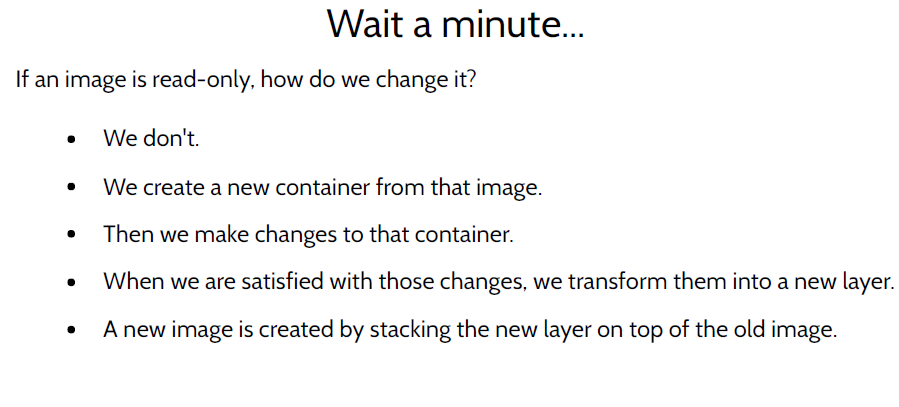 Wait a minute...
If an image is read-only, how do we change it?
• We don't.
• We create a new container from that image.
• Then we make changes to that container.
• When we are satisfied with those changes, we transform them into a new layer.
• A new image is created by stacking the new layer on top of the old image.